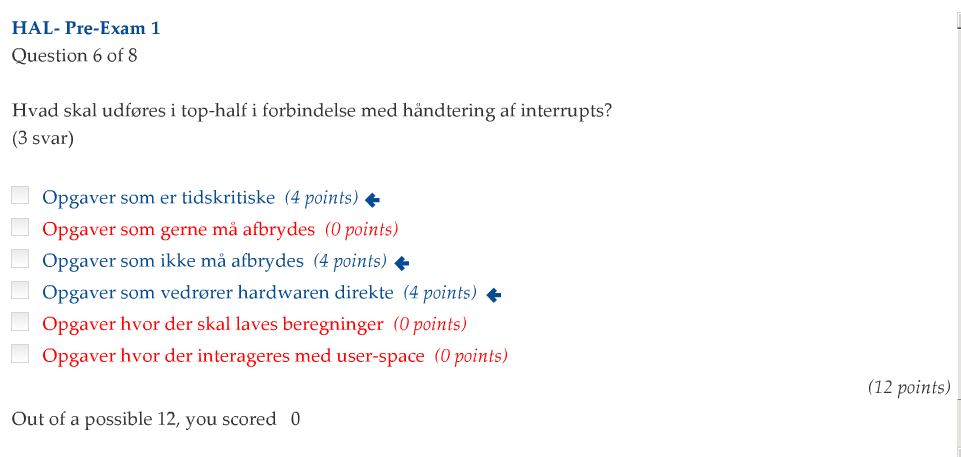 HAL- Pre-Exam 1
Question 6 of 8
Hvad skal udføres i top-half i forbindelse med håndtering af interrupts?
(3 svar)
Opgaver som er tidskritiske (4 points)
Opgaver som gerne må afbrydes (0 points)
Opgaver som ikke må afbrydes (4 points)
Opgaver som vedrører hardwaren direkte (4 points)
Opgaver hvor der skal laves beregninger (0 points)
Opgaver hvor der interageres med user-space (0 points)
(12 points)
Out of a possible 12, you scored 0